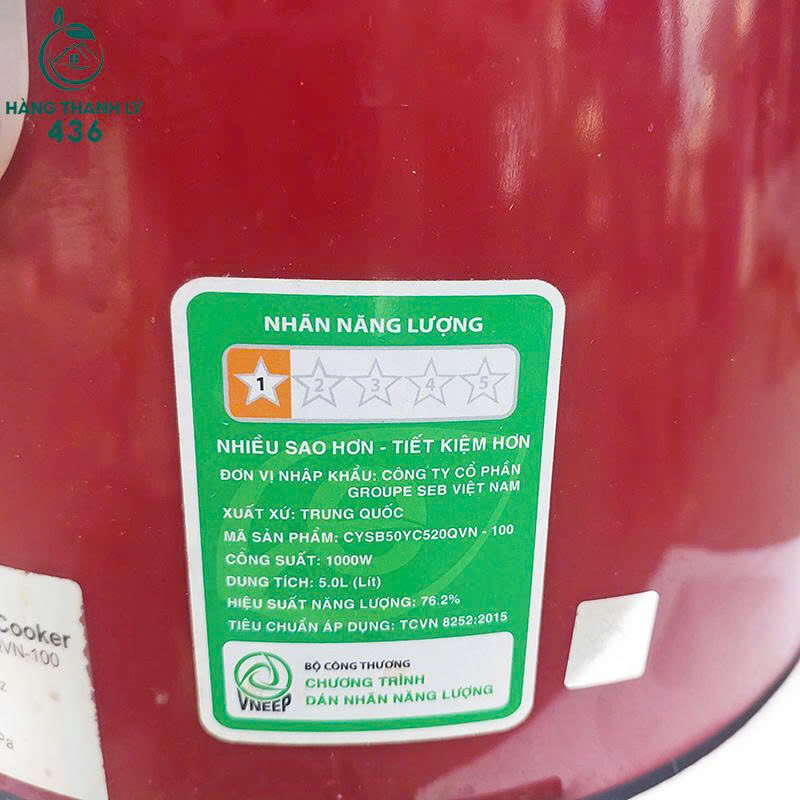 HÀNG THANH LÝ
436
NHÃN NĂNG LƯỢNG
1 2 3 4 5
NHIỀU SAO HƠN - TIẾT KIỆM HƠN
ĐƠN VỊ NHẬP KHẨU: CÔNG TY CỔ PHẦN
GROUPE SEB VIỆT NAM
XUẤT XỨ: TRUNG QUỐC
MÃ SẢN PHẨM: CYSB50YC520QVN - 100
CÔNG SUẤT: 1000W
DUNG TÍCH: 5.0L (Lít)
HIỆU SUẤT NĂNG LƯỢNG: 76.2%
TIÊU CHUẨN ÁP DỤNG: TCVN 8252:2015
VNEEP
BỘ CÔNG THƯƠNG
CHƯƠNG TRÌNH
DÁN NHÃN NĂNG LƯỢNG
Cooker
VN-100
z
Pa